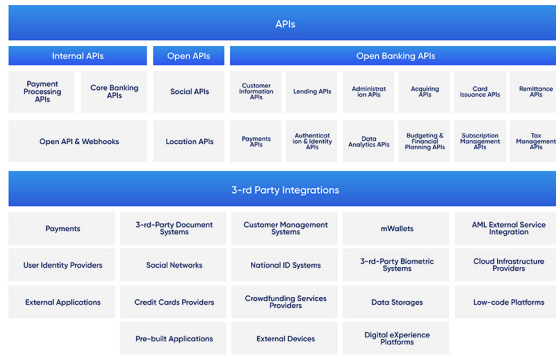 APIs
Internal APIs
Open APIs
Open Banking APIs
Payment
Processing
APIs
Core Banking
APIs
Social APIs
Customer
Information
APIs
Lending APIs
Administrat
ion APIs
Acquiring
APIs
Card
Issuance APIs
Remittance
APIs
Open API & Webhooks
Location APIs
Payments
APIs
Authenticat
ion & Identity
APIs
Data
Analytics APIs
Budgeting &
Financial
Planning APIs
Subscription
Management
APIs
Tax
Management
APIs
3-rd Party Integrations
Payments
3-rd-Party Document
Systems
Customer Management
Systems
mWallets
AML External Service
Integration
User Identity Providers
Social Networks
National ID Systems
3-rd-Party Biometric
Systems
Cloud Infrastructure
Providers
External Applications
Credit Cards Providers
Crowdfunding Services
Providers
Data Storages
Low-code Platforms
Pre-built Applications
External Devices
Digital eXperience
Platforms